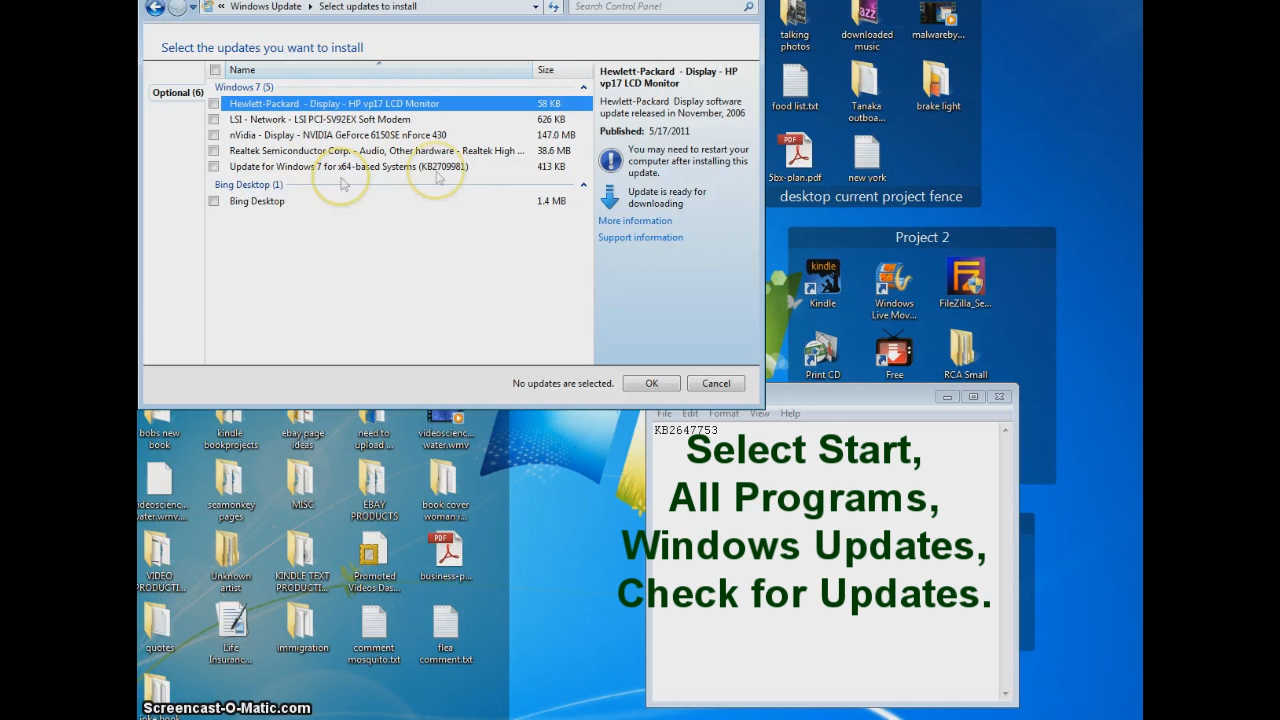 « Windows Update ▸ Select updates to install
Search Control Panel
Select the updates you want to install
Name Size
Optional (6)
Windows 7 (5)
Hewlett-Packard - Display - HP vp17 LCD Monitor 58 KB
LSI - Network - LSI PCI-SV92EX Soft Modem 626 KB
nVidia - Display - NVIDIA GeForce 6150SE nForce 430 147.0 MB
Realtek Semiconductor Corp. - Audio, Other hardware - Realtek High ... 38.6 MB
Update for Windows 7 for x64-based Systems (KB2709981) 413 KB
Bing Desktop (1)
Bing Desktop 1.4 MB
Hewlett-Packard - Display - HP
vp17 LCD Monitor
Hewlett-Packard Display software
update released in November, 2006
Published: 5/17/2011
You may need to restart your
computer after installing this
update.
Update is ready for
downloading
More information
Support information
No updates are selected.
OK
Cancel
talking
photos
downloaded
music
malwareby...
food list.txt
Tanaka
outboa...
brake light
PDF
5bx-plan.pdf
new york
desktop current project fence
Project 2
kindle
Kindle
Windows
Live Mov...
FileZilla_Se...
Print CD
Free
RCA Small
File Edit Format View Help
KB2647753
Select Start,
All Programs,
Windows Updates,
Check for Updates.
bobs new
book
kindle
bookprojects
ebay page
ideas
need to
upload ...
videoscienc...
water.wmv
videoscienc...
water.wmv...
seamonkey
pages
MISC
EBAY
PRODUCTS
book cover
woman i...
VIDEO
PRODUCTI...
Unknown
artist
KINDLE TEXT
PRODUCTI...
Promoted
Videos Das...
PDF
business-p...
quotes
Life
Insuranc...
immigration
comment
mosquito.txt
flea
comment.txt
Screencast-O-Matic.com